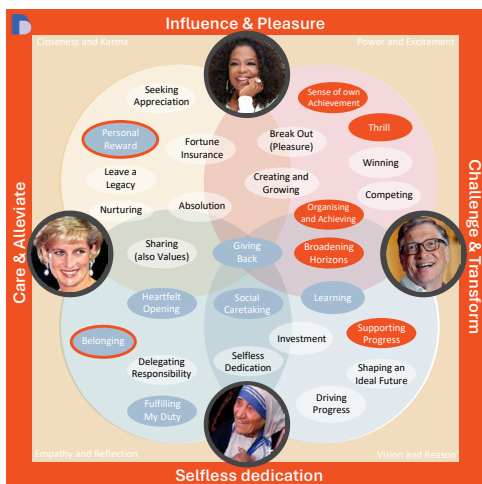 Influence & Pleasure
Closeness and Karma
Power and Excitement
Seeking
Appreciation
Sense of own
Achievement
Personal
Reward
Thrill
Fortune
Insurance
Break Out
(Pleasure)
Winning
Leave a
Legacy
Creating and
Growing
Competing
Nurturing
Absolution
Organising
and Achieving
Care & Alleviate
Challenge & Transform
Sharing
(also Values)
Giving
Back
Broadening
Horizons
Heartfelt
Opening
Social
Caretaking
Learning
Belonging
Investment
Supporting
Progress
Delegating
Responsibility
Selfless
Dedication
Shaping an
Ideal Future
Fulfilling
My Duty
Driving
Progress
Empathy and Reflection
Vision and Reason
Selfless dedication